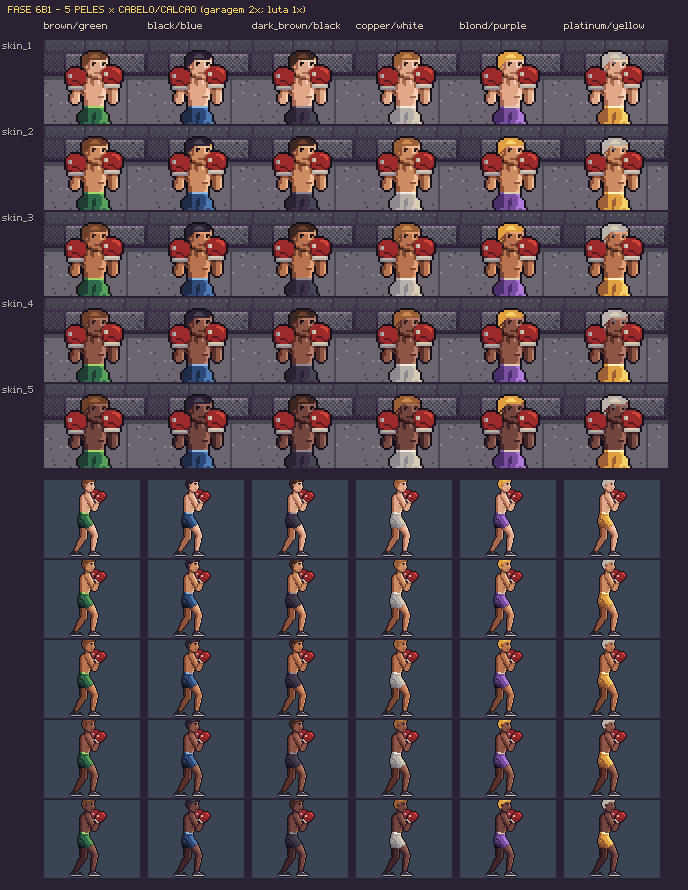 FASE 6B1 - 5 PELES x CABELO/CALCAO (garagem 2x; luta 1x)
brown/green black/blue dark_brown/black copper/white blond/purple platinum/yellow
skin_1
skin_2
skin_3
skin_4
skin_5